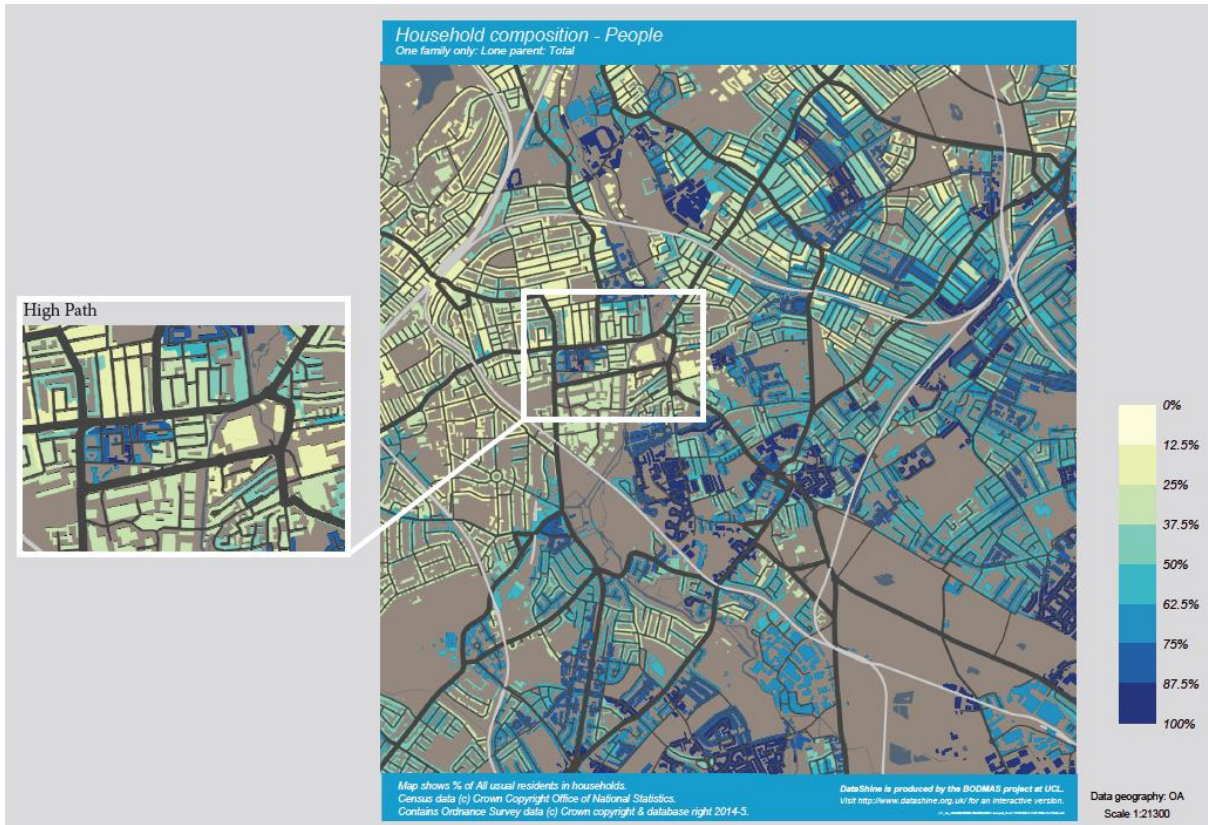 Household composition - People
One family only: Lone parent: Total
High Path
0%
12.5%
25%
37.5%
50%
62.5%
75%
87.5%
100%
Map shows % of All usual residents in households.
Census data (c) Crown Copyright Office of National Statistics.
Contains Ordnance Survey data (c) Crown copyright & database right 2014-5.
DataShine is produced by the BODMAS project at UCL.
Visit http://www.datashine.org.uk/ for an interactive version.
Data geography: OA
Scale 1:21300